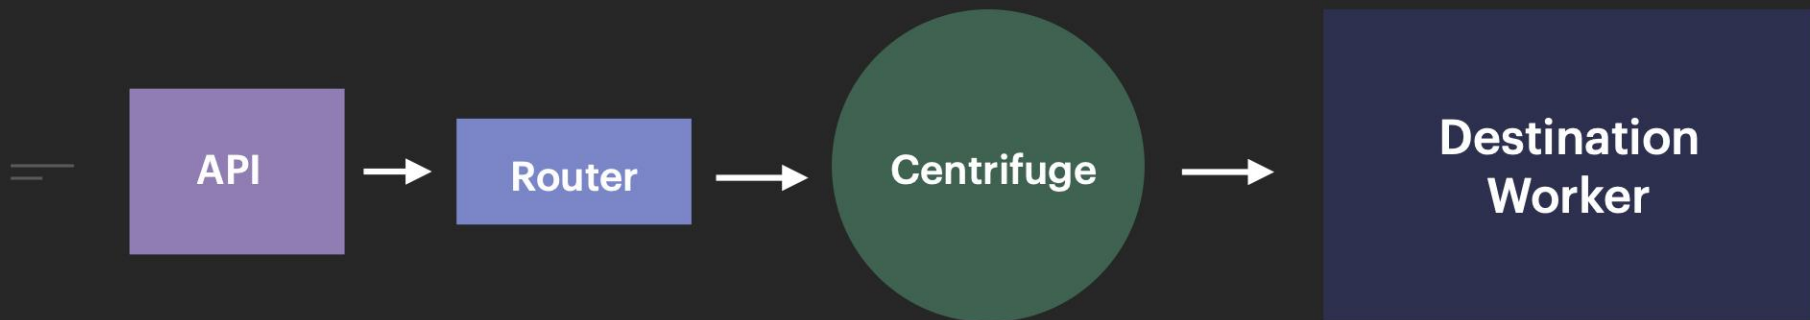 API
Router
Centrifuge
Destination
Worker